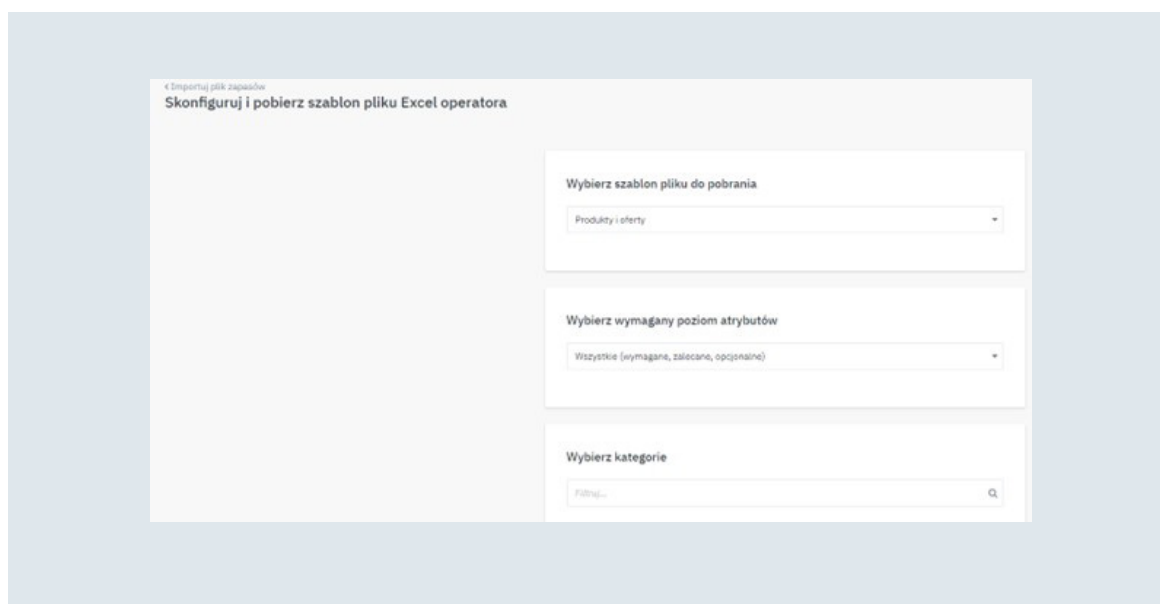 < Importuj plik zapasów
Skonfiguruj i pobierz szablon pliku Excel operatora
Wybierz szablon pliku do pobrania
Produkty i oferty
Wybierz wymagany poziom atrybutów
Wszystkie (wymagane, zalecane, opcjonalne)
Wybierz kategorie
Filtruj...